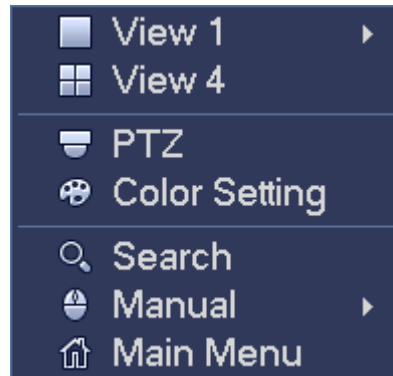 View 1
View 4
PTZ
Color Setting
Search
Manual
Main Menu